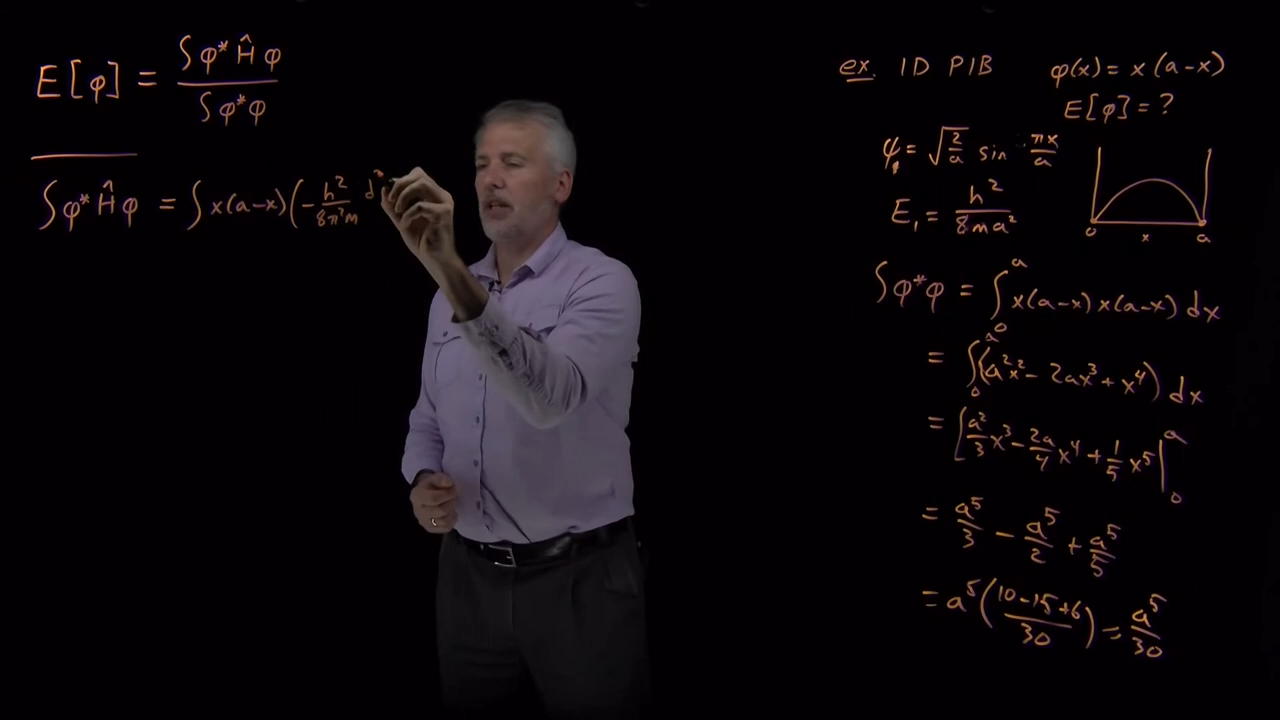 E[φ] = ∫φ*Ĥφ / ∫φ*φ
∫φ*Ĥφ = ∫x(a-x)(-h²/8π²m d²
ex. 1D PIB φ(x) = x(a-x)
E[φ] = ?
ψ₁ = √(2/a) sin πx/a
E₁ = h²/8ma²
0 x a
∫φ*φ = ∫₀ᵃ x(a-x)x(a-x) dx
= ∫₀ᵃ (a²x² - 2ax³ + x⁴) dx
= [a²/3 x³ - 2a/4 x⁴ + 1/5 x⁵|₀ᵃ
= a⁵/3 - a⁵/2 + a⁵/5
= a⁵(10-15+6 / 30) = a⁵/30